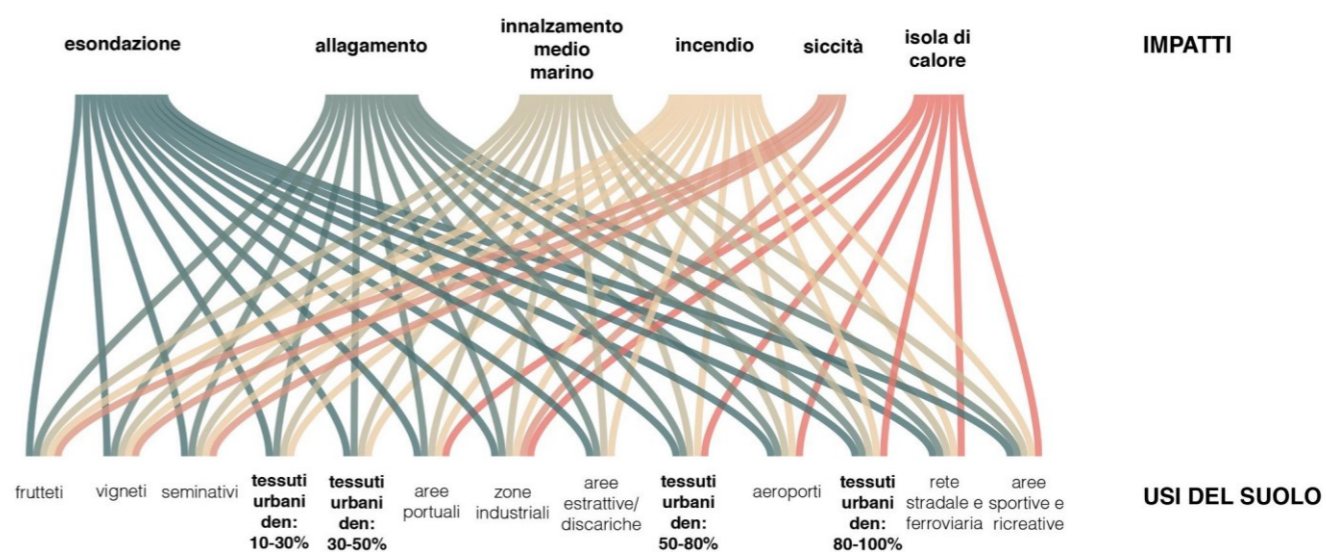 esondazione
allagamento
innalzamento
medio
marino
incendio
siccità
isola di
calore
IMPATTI
frutteti
vigneti
seminativi
tessuti
urbani
den:
10-30%
tessuti
urbani
den:
30-50%
aree
portuali
zone
industriali
aree
estrattive/
discariche
tessuti
urbani
den:
50-80%
aeroporti
tessuti
urbani
den:
80-100%
rete
stradale e
ferroviaria
aree
sportive e
ricreative
USI DEL SUOLO